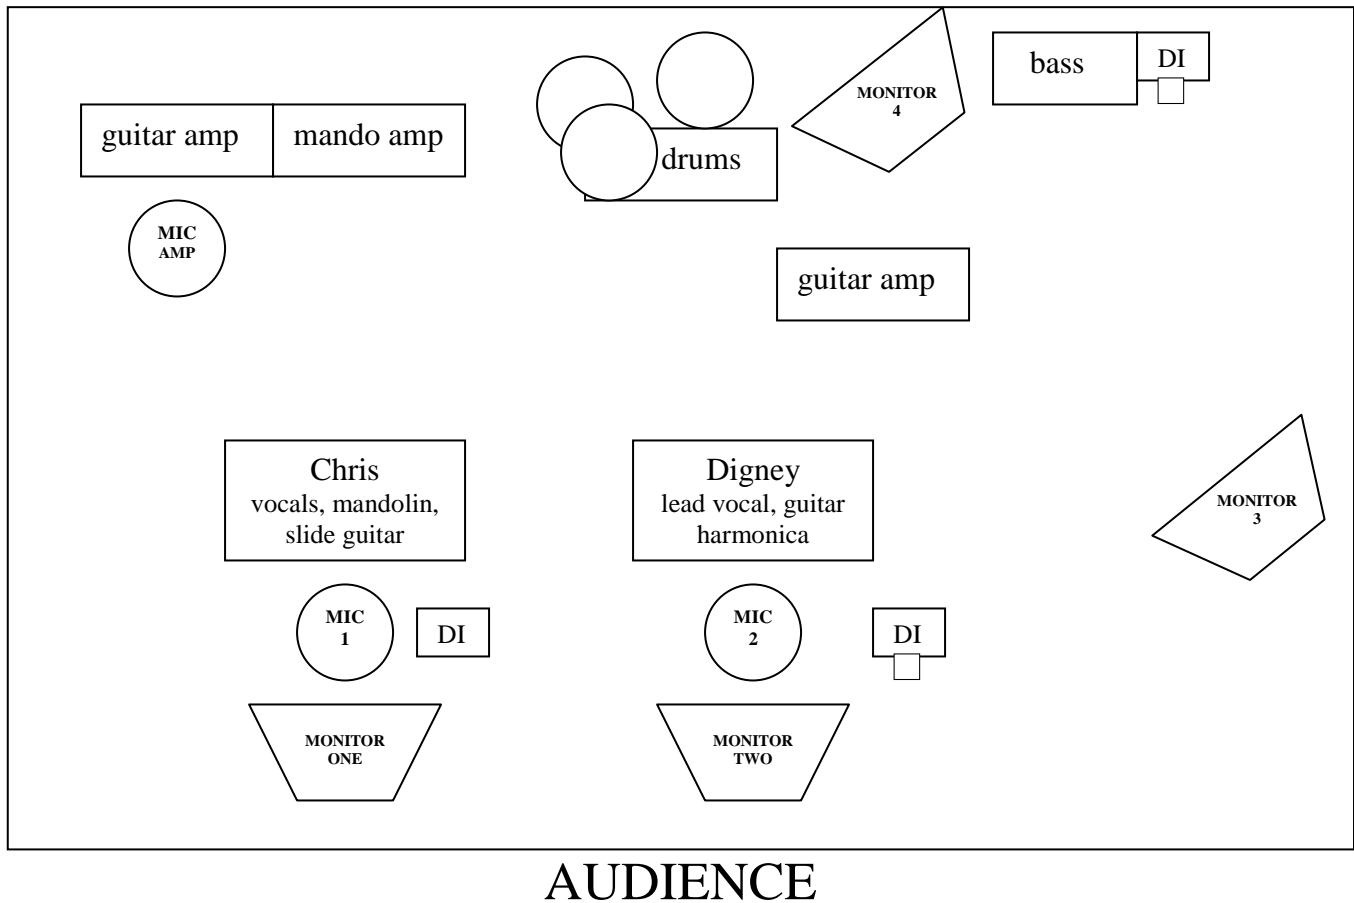 bass
DI
MONITOR
4
guitar amp
mando amp
drums
MIC
AMP
guitar amp
Chris
vocals, mandolin,
slide guitar
Digney
lead vocal, guitar
harmonica
MONITOR
3
MIC
1
DI
MIC
2
DI
MONITOR
ONE
MONITOR
TWO
AUDIENCE